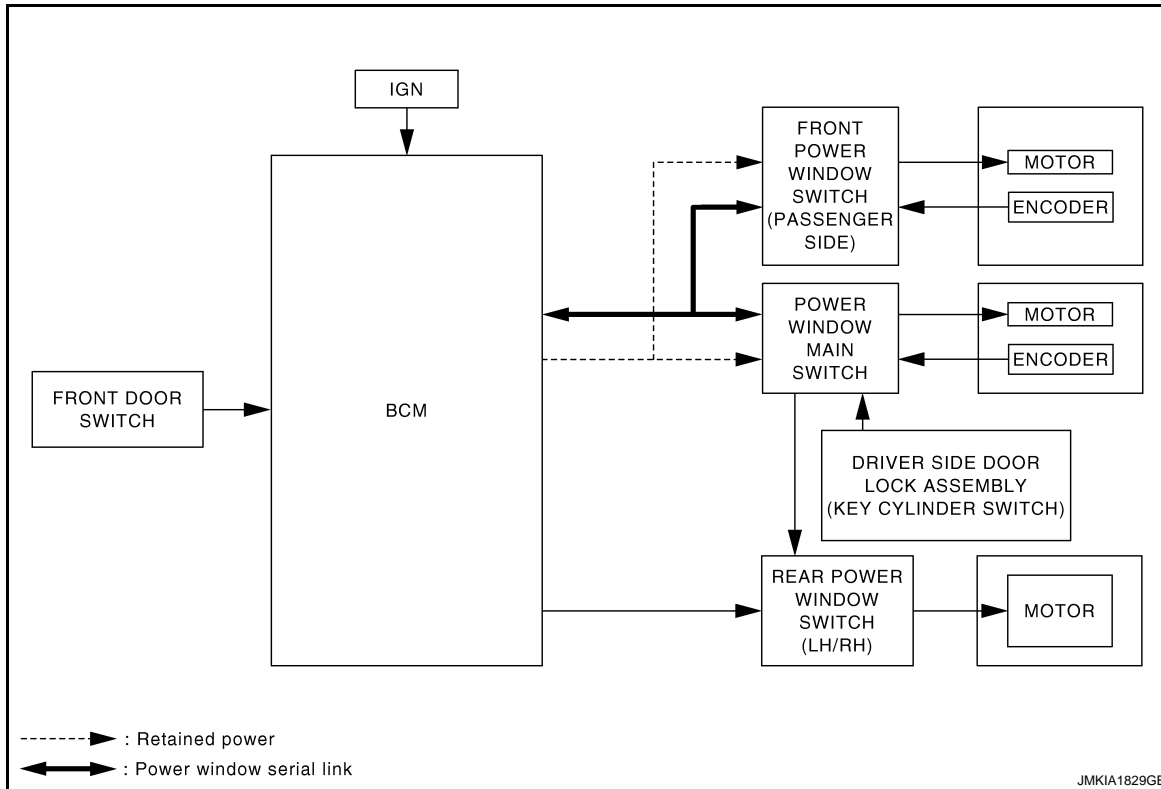 IGN
FRONT
POWER
WINDOW
SWITCH
(PASSENGER
SIDE)
MOTOR
ENCODER
POWER
WINDOW
MAIN
SWITCH
MOTOR
ENCODER
FRONT DOOR
SWITCH
BCM
DRIVER SIDE DOOR
LOCK ASSEMBLY
(KEY CYLINDER SWITCH)
REAR POWER
WINDOW
SWITCH
(LH/RH)
MOTOR
: Retained power
: Power window serial link
JMKIA1829GB